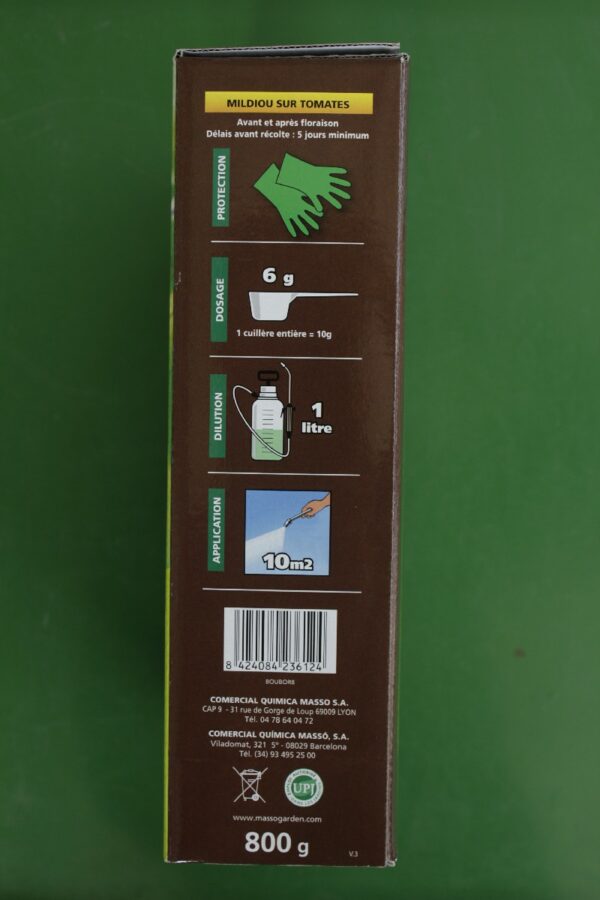 MILDIOU SUR TOMATES
Avant et après floraison
Délais avant récolte : 5 jours minimum
PROTECTION
DOSAGE
6 g
1 cuillère entière = 10g
DILUTION
1
litre
APPLICATION
10m2
8 424084 236124
BOUBOR8
COMERCIAL QUIMICA MASSO S.A.
CAP 9 - 31 rue de Gorge de Loup 69009 LYON
Tél. 04 78 64 04 72
COMERCIAL QUÍMICA MASSÓ, S.A.
Viladomat, 321 5º - 08029 Barcelona
Tél. (34) 93 495 25 00
UPJ
www.massogarden.com
800 g
V.3